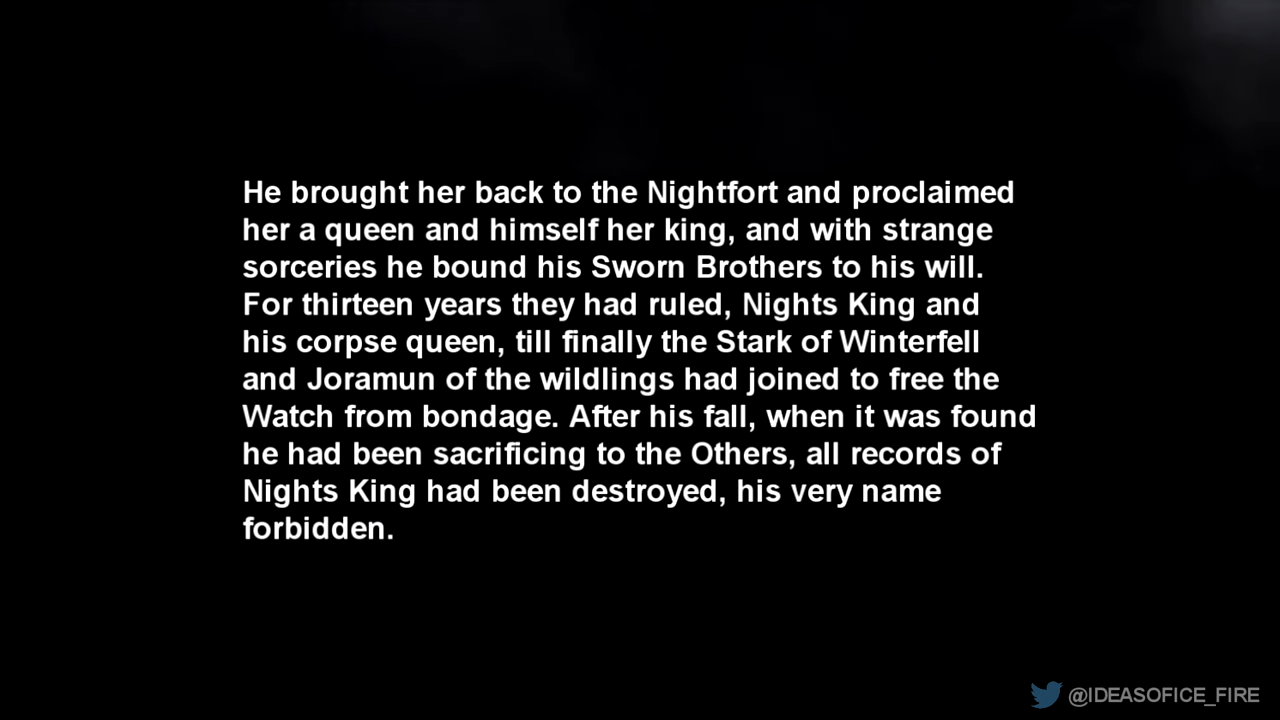 He brought her back to the Nightfort and proclaimed
her a queen and himself her king, and with strange
sorceries he bound his Sworn Brothers to his will.
For thirteen years they had ruled, Nights King and
his corpse queen, till finally the Stark of Winterfell
and Joramun of the wildlings had joined to free the
Watch from bondage. After his fall, when it was found
he had been sacrificing to the Others, all records of
Nights King had been destroyed, his very name
forbidden.
@IDEASOFICE_FIRE